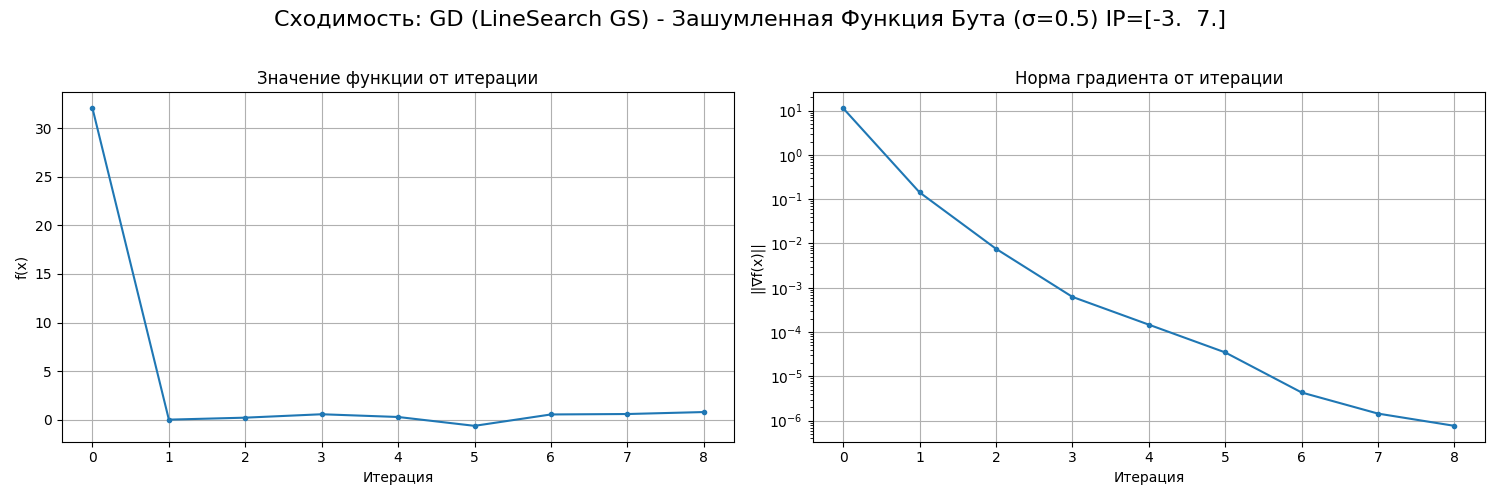 Сходимость: GD (LineSearch GS) - Зашумленная Функция Бута (σ=0.5) IP=[-3.  7.]
Значение функции от итерации
f(x)
30
25
20
15
10
5
0
0 1 2 3 4 5 6 7 8
Итерация
Норма градиента от итерации
||∇f(x)||
10¹
10⁰
10⁻¹
10⁻²
10⁻³
10⁻⁴
10⁻⁵
10⁻⁶
0 1 2 3 4 5 6 7 8
Итерация